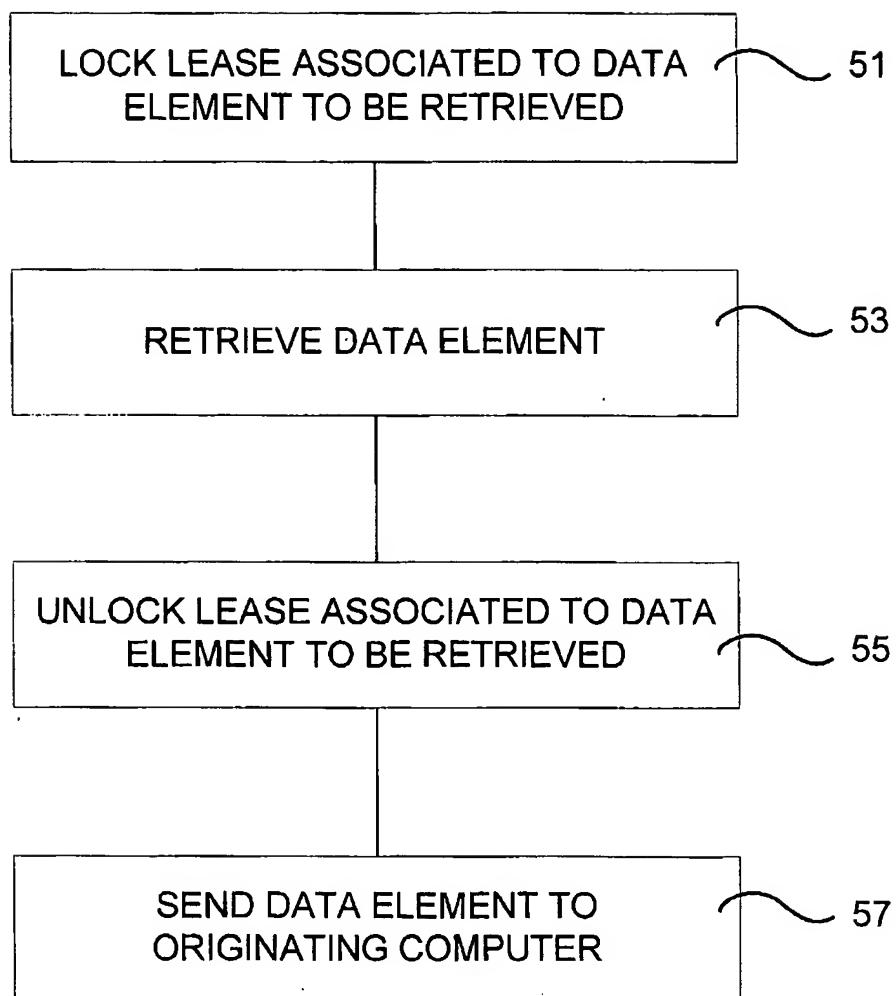 LOCK LEASE ASSOCIATED TO DATA
ELEMENT TO BE RETRIEVED
51
RETRIEVE DATA ELEMENT
53
UNLOCK LEASE ASSOCIATED TO DATA
ELEMENT TO BE RETRIEVED
55
SEND DATA ELEMENT TO
ORIGINATING COMPUTER
57